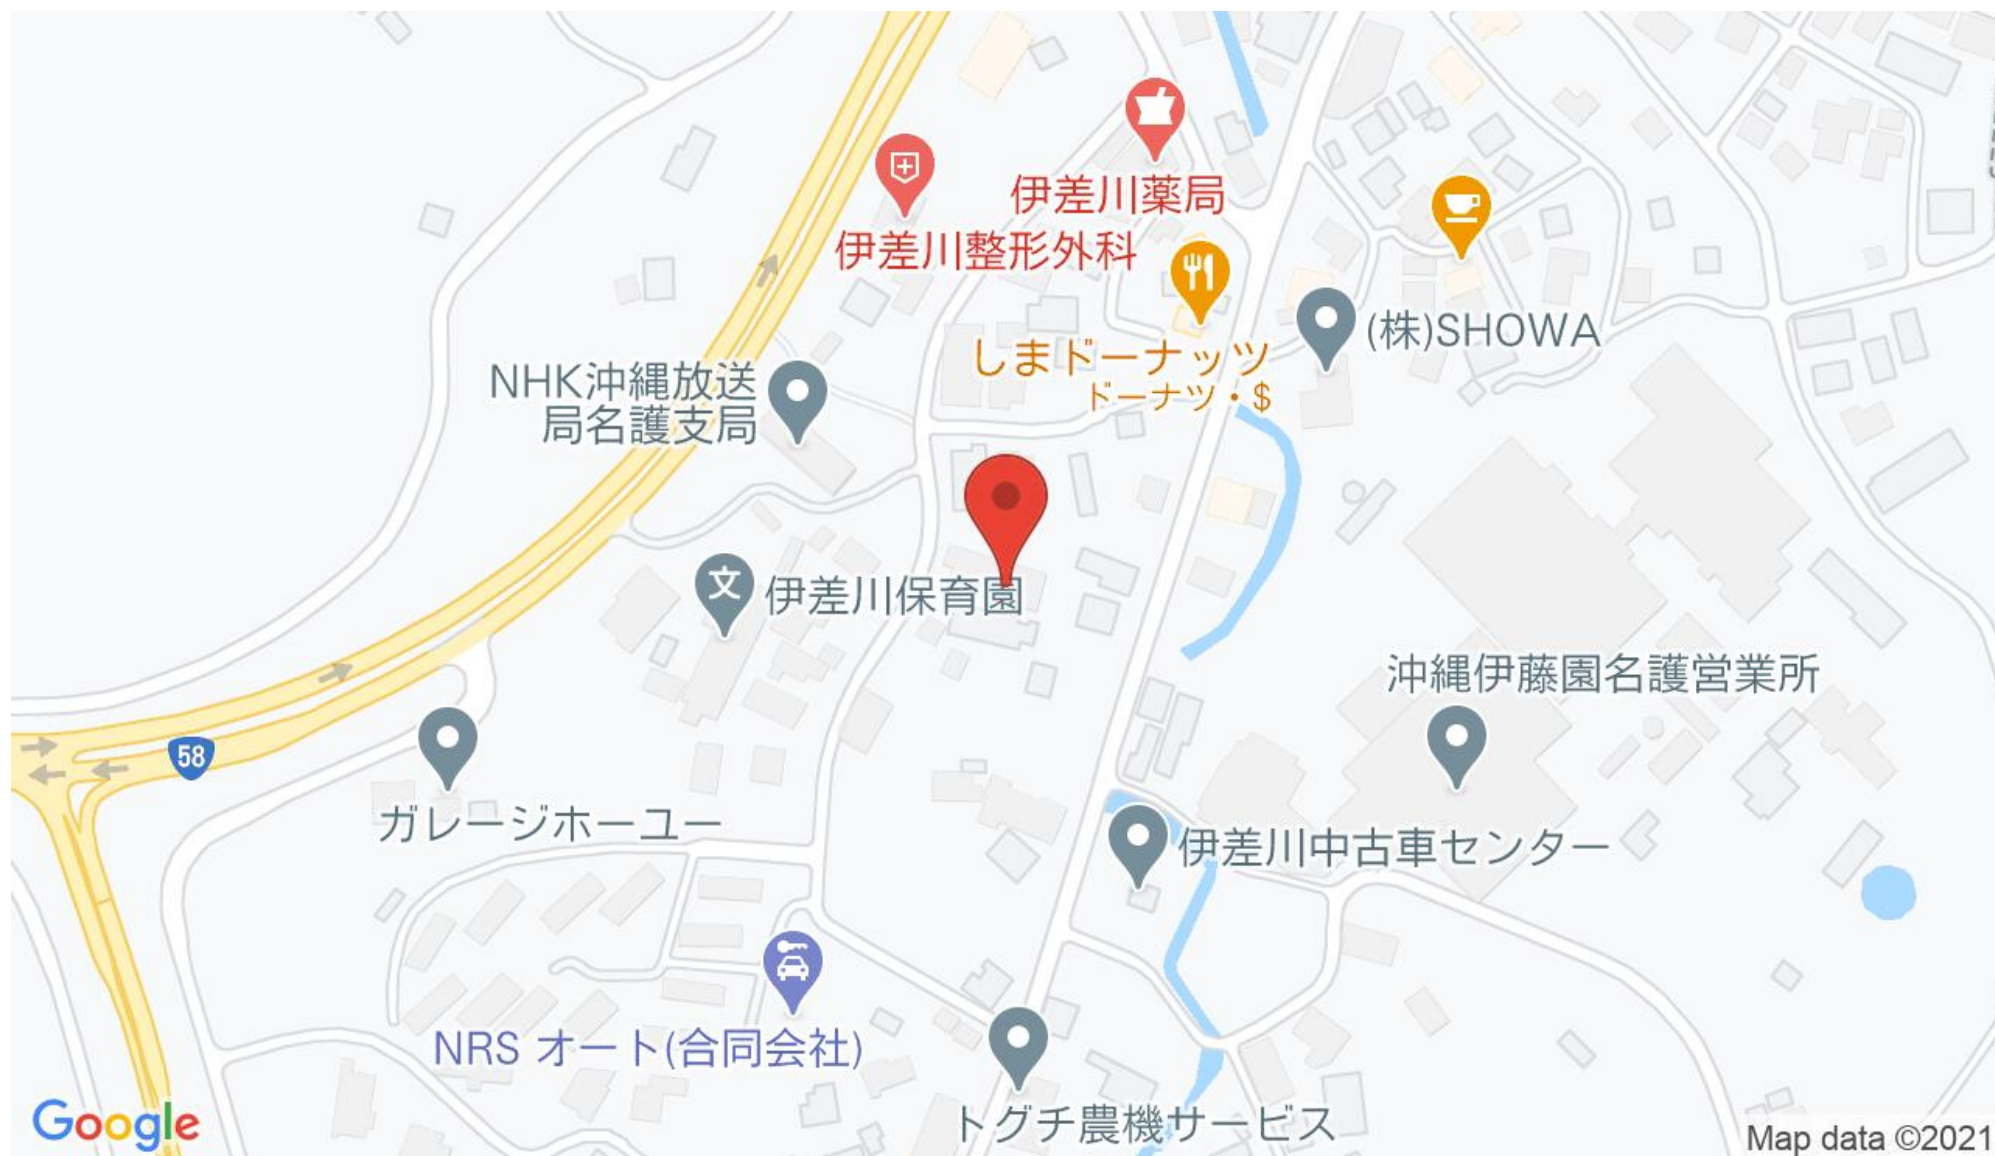 伊差川薬局
伊差川整形外科
(株)SHOWA
しまドーナッツ
ドーナツ・$
NHK沖縄放送
局名護支局
文
伊差川保育園
沖縄伊藤園名護営業所
58
ガレージホーユー
伊差川中古車センター
NRS オート(合同会社)
トグチ農機サービス
Google
Map data ©2021